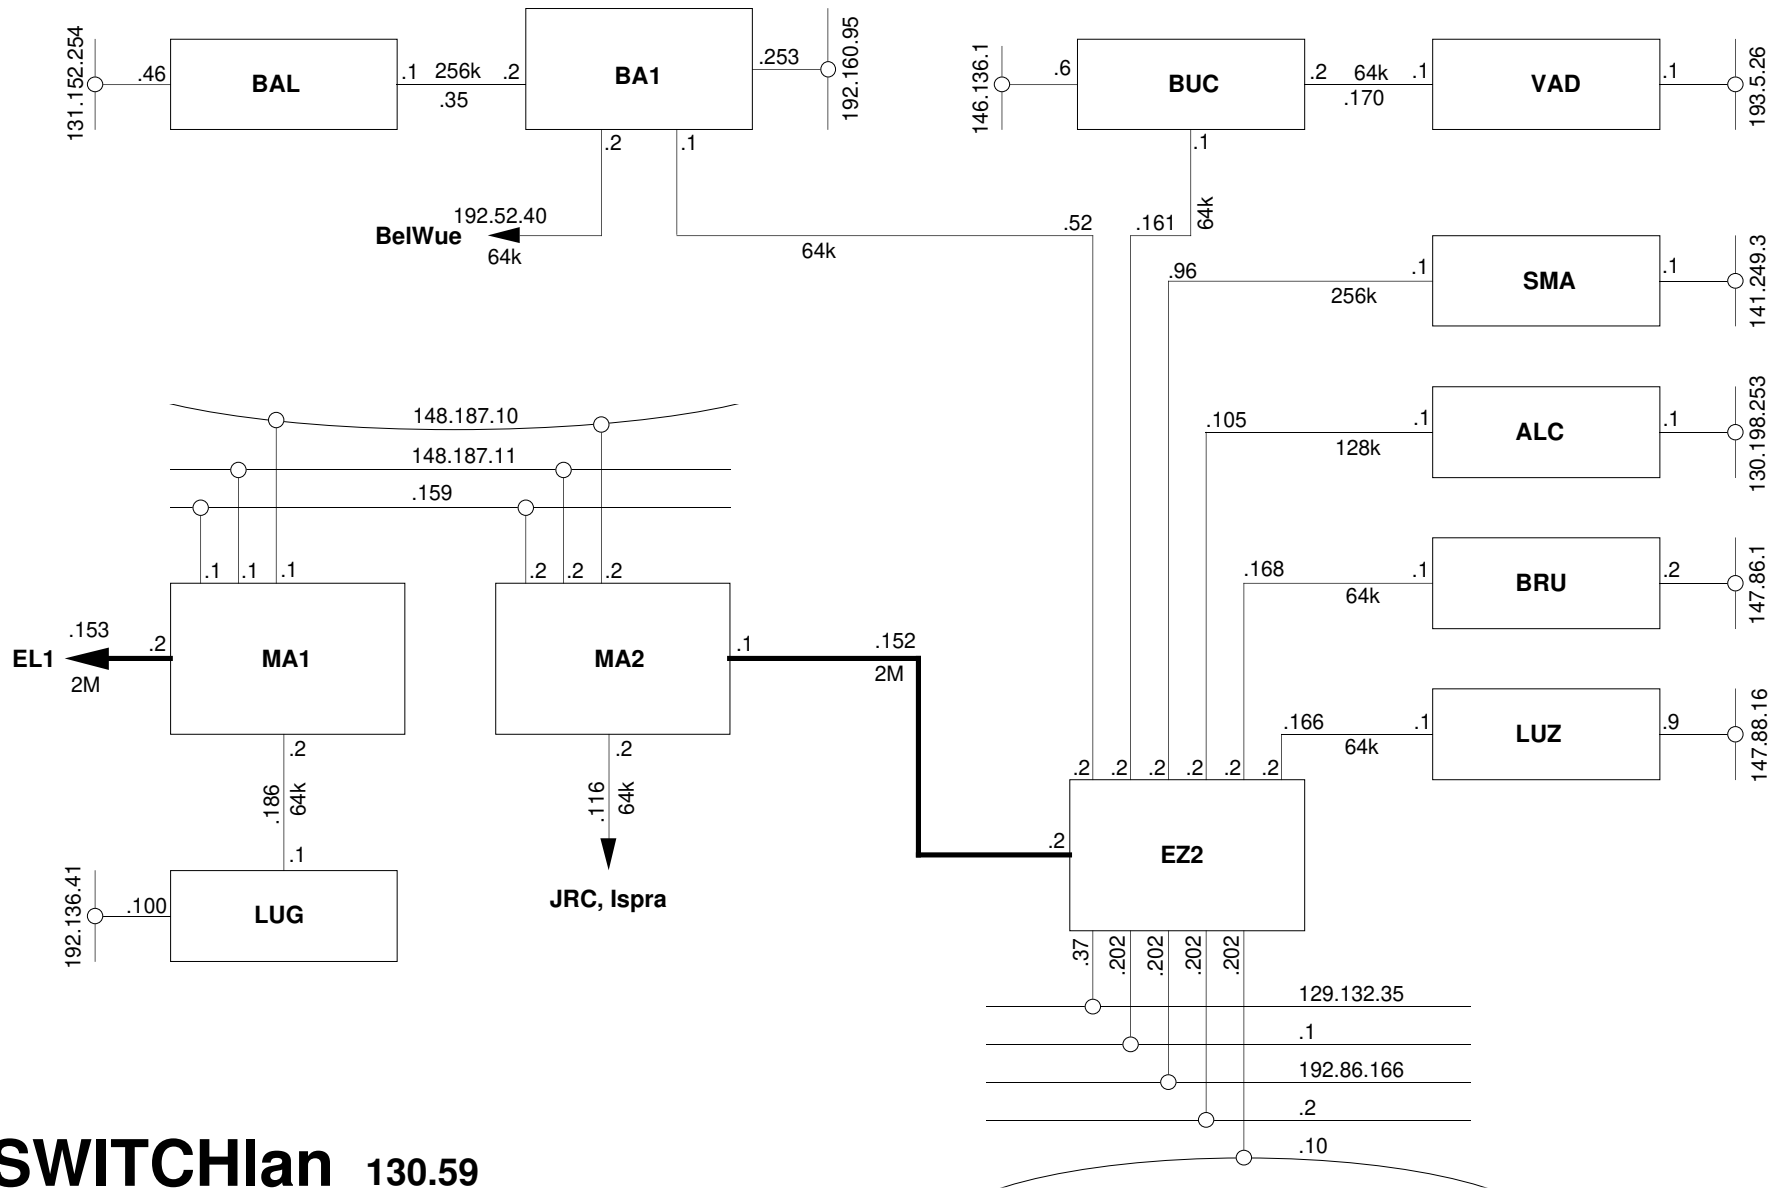 131.152.254
.46
BAL
.1
256k
.35
.2
BA1
.253
192.160.95
.2
.1
192.52.40
BelWue
64k
64k
.52
146.136.1
.6
BUC
.2
64k
.170
.1
VAD
.1
193.5.26
.1
64k
.161
.96
256k
.1
SMA
.1
141.249.3
.105
128k
.1
ALC
.1
130.198.253
.168
64k
.1
BRU
.2
147.86.1
.166
64k
.1
LUZ
.9
147.88.16
148.187.10
148.187.11
.159
.1
.1
.1
.2
.2
.2
EL1
.153
2M
.2
MA1
MA2
.1
.152
2M
.2
.186
64k
.1
.2
.116
64k
JRC, Ispra
192.136.41
.100
LUG
.2
.2
.2
.2
.2
.2
.2
EZ2
.37
.202
.202
.202
.202
129.132.35
.1
192.86.166
.2
.10
SWITCHlan 130.59